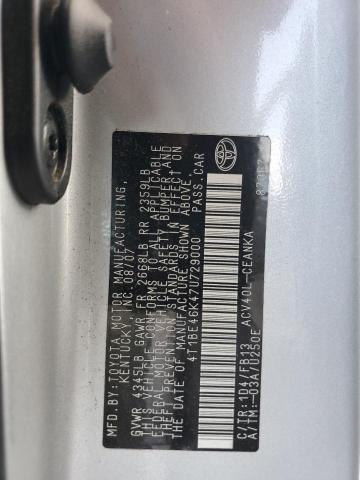 MFD.BY:TOYOTA MOTOR MANUFACTURING,
KENTUCKY, INC. 08/07
GVWR 4345LB GAWR FR 2668LB RR 2359LB
THIS VEHICLE CONFORMS TO ALL APPLICABLE
FEDERAL MOTOR VEHICLE SAFETY,BUMPER,AND
THEFT PREVENTION STANDARDS IN EFFECT ON
THE DATE OF MANUFACTURE SHOWN ABOVE.
4T1BE46K47U729000 PASS.CAR
C/TR:1D4/FB13 ACV40L-CEANKA
A/TM:-03A/U250E